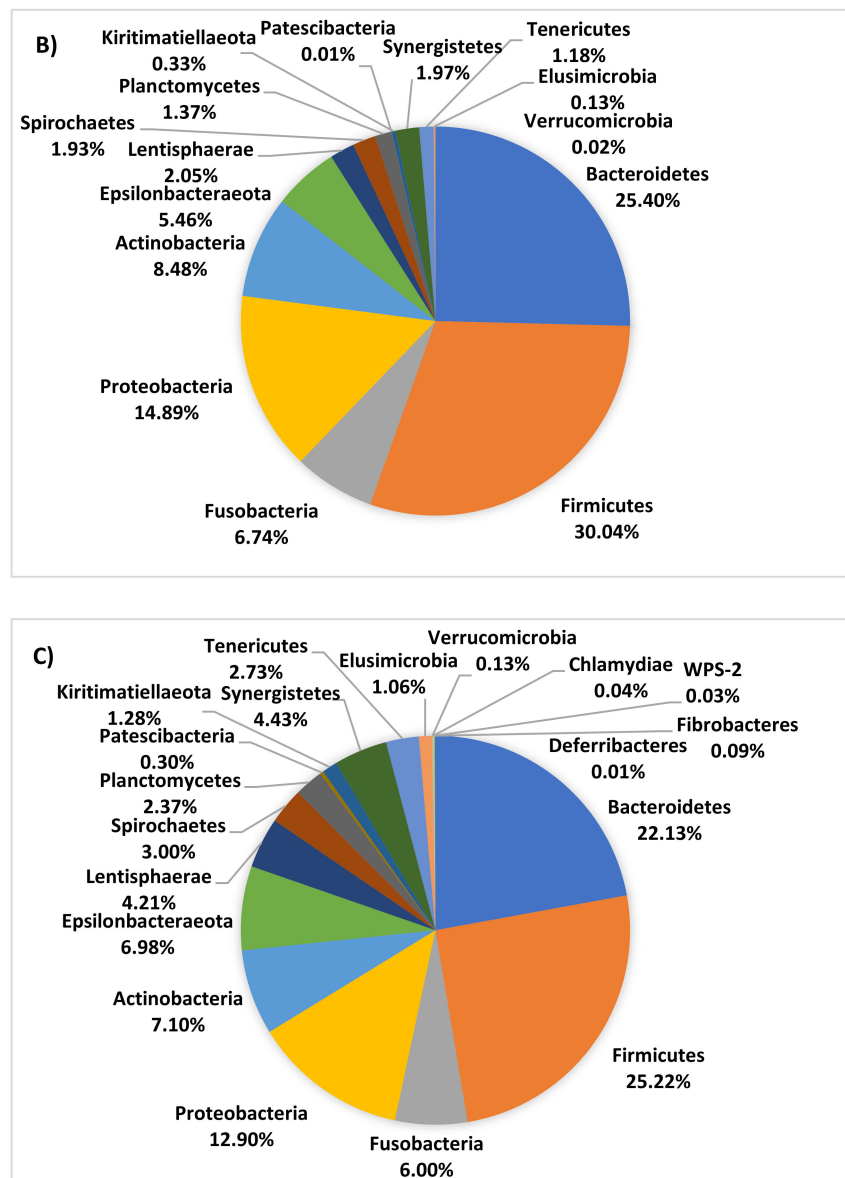 B)
Kiritimatiellaeota
0.33%
Patescibacteria
0.01%
Synergistetes
1.97%
Tenericutes
1.18%
Elusimicrobia
0.13%
Verrucomicrobia
0.02%
Planctomycetes
1.37%
Spirochaetes
1.93%
Lentisphaerae
2.05%
Epsilonbacteraeota
5.46%
Actinobacteria
8.48%
Bacteroidetes
25.40%
Proteobacteria
14.89%
Fusobacteria
6.74%
Firmicutes
30.04%
C)
Tenericutes
2.73%
Elusimicrobia
1.06%
Verrucomicrobia
0.13%
Chlamydiae
0.04%
WPS-2
0.03%
Fibrobacteres
0.09%
Deferribacteres
0.01%
Kiritimatiellaeota
1.28%
Synergistetes
4.43%
Patescibacteria
0.30%
Planctomycetes
2.37%
Spirochaetes
3.00%
Lentisphaerae
4.21%
Epsilonbacteraeota
6.98%
Actinobacteria
7.10%
Bacteroidetes
22.13%
Firmicutes
25.22%
Proteobacteria
12.90%
Fusobacteria
6.00%